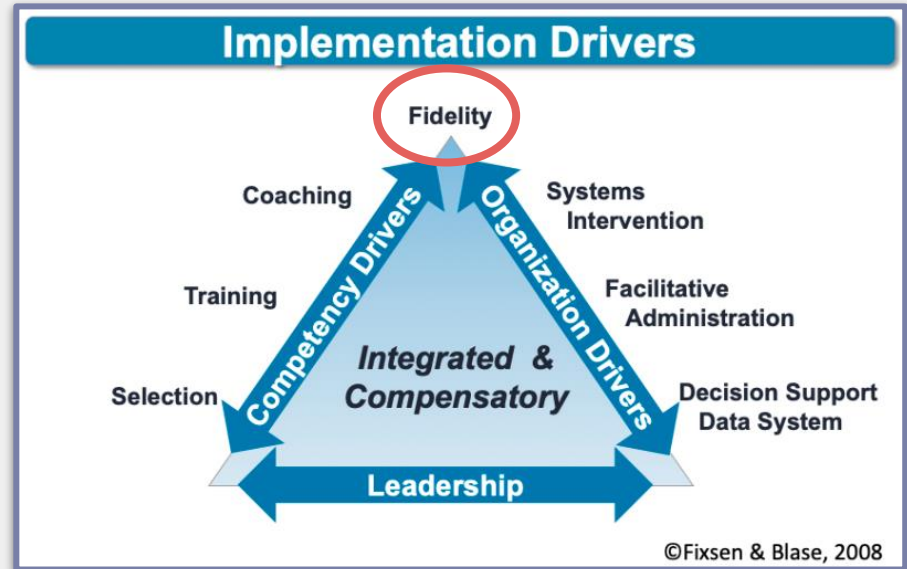 Implementation Drivers
Fidelity
Coaching
Training
Selection
Competency Drivers
Organization Drivers
Systems
Intervention
Facilitative
Administration
Decision Support
Data System
Integrated &
Compensatory
Leadership
©Fixsen & Blase, 2008